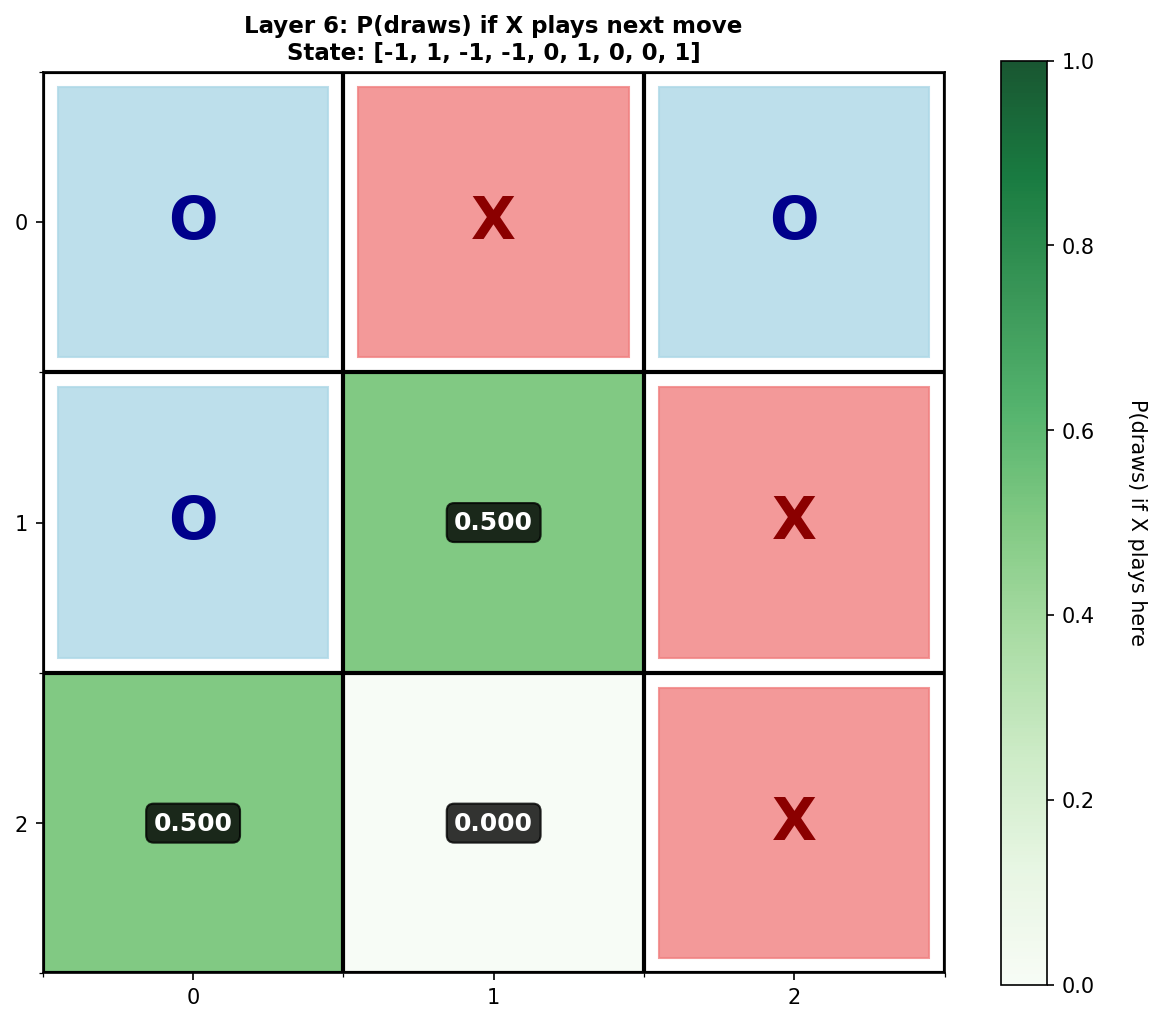 Layer 6: P(draws) if X plays next move
State: [-1, 1, -1, -1, 0, 1, 0, 0, 1]
O X O
O 0.500 X
0.500 0.000 X
0
1
2
0 1 2
1.0
0.8
0.6
0.4
0.2
0.0
P(draws) if X plays here